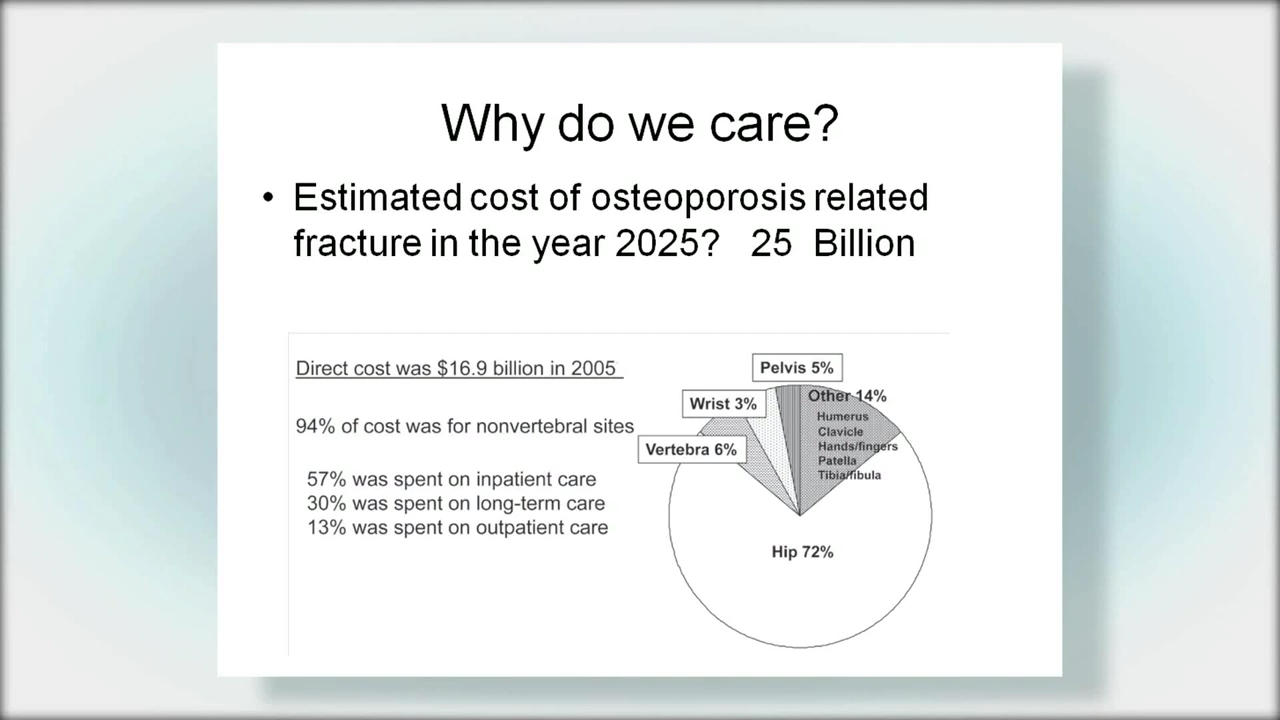 Why do we care?
• Estimated cost of osteoporosis related
fracture in the year 2025? 25 Billion
Direct cost was $16.9 billion in 2005
94% of cost was for nonvertebral sites
57% was spent on inpatient care
30% was spent on long-term care
13% was spent on outpatient care
Pelvis 5%
Wrist 3%
Vertebra 6%
Other 14%
Humerus
Clavicle
Hands/fingers
Patella
Tibia/fibula
Hip 72%